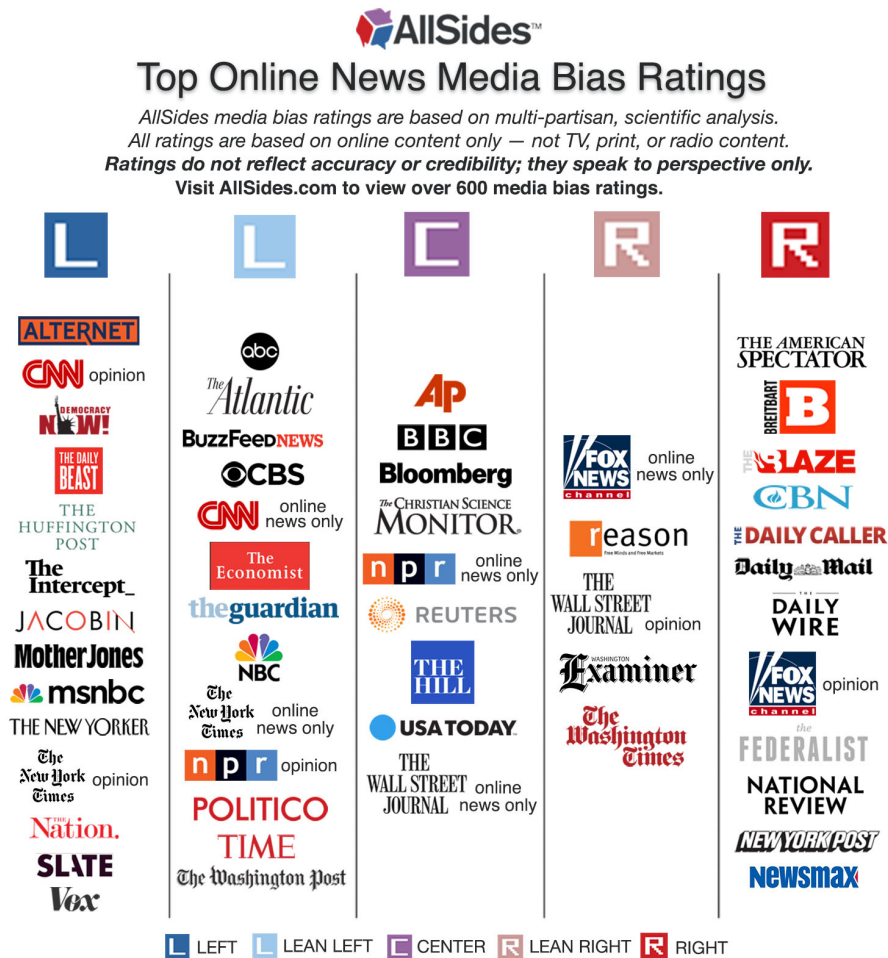 AllSides™
Top Online News Media Bias Ratings
AllSides media bias ratings are based on multi-partisan, scientific analysis.
All ratings are based on online content only — not TV, print, or radio content.
Ratings do not reflect accuracy or credibility; they speak to perspective only.
Visit AllSides.com to view over 600 media bias ratings.
L
L
C
R
R
ALTERNET
CNN opinion
DEMOCRACY
NOW!
THE DAILY
BEAST
THE
HUFFINGTON
POST
The
Intercept_
JACOBIN
Mother Jones
msnbc
THE NEW YORKER
The
New York
Times opinion
THE
Nation.
SLATE
Vox
abc
The
Atlantic
BuzzFeedNEWS
CBS
CNN online
news only
The
Economist
theguardian
NBC
The
New York
Times online
news only
npr opinion
POLITICO
TIME
The Washington Post
AP
BBC
Bloomberg
The CHRISTIAN SCIENCE
MONITOR®
npr online
news only
REUTERS
THE
HILL
USA TODAY
THE
WALL STREET
JOURNAL online
news only
FOX
NEWS
channel
online
news only
reason
Free Minds and Free Markets
THE
WALL STREET
JOURNAL opinion
WASHINGTON
Examiner
The
Washington
Times
THE AMERICAN
SPECTATOR
BREITBART
B
THE BLAZE
CBN
THE DAILY CALLER
Daily Mail
THE
DAILY
WIRE
FOX
NEWS
channel
opinion
the
FEDERALIST
NATIONAL
REVIEW
NEW YORK POST
Newsmax
L LEFT L LEAN LEFT C CENTER R LEAN RIGHT R RIGHT